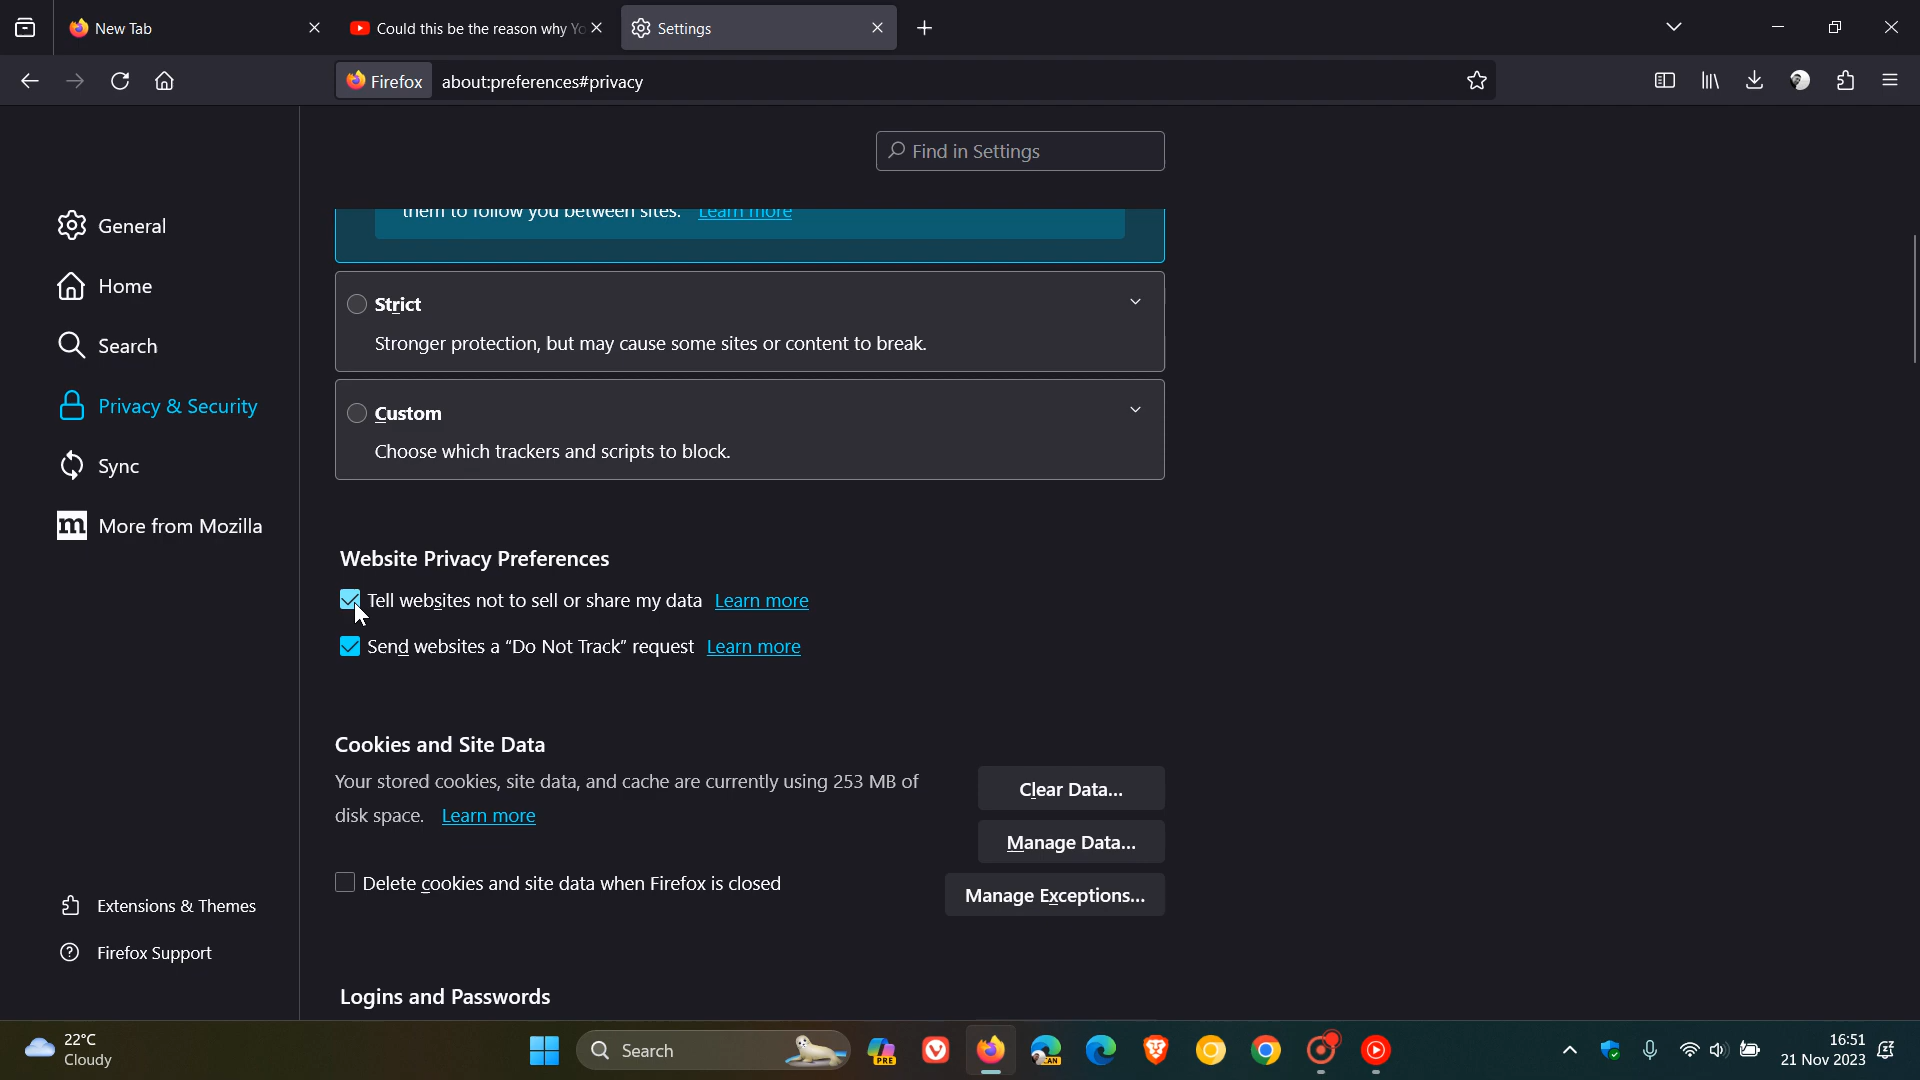 New Tab
Could this be the reason why Yo
Settings
Firefox
about:preferences#privacy
Find in Settings
General
Home
Search
Privacy & Security
Sync
More from Mozilla
Extensions & Themes
Firefox Support
them to follow you between sites. Learn more
Strict
Stronger protection, but may cause some sites or content to break.
Custom
Choose which trackers and scripts to block.
Website Privacy Preferences
Tell websites not to sell or share my data Learn more
Send websites a “Do Not Track” request Learn more
Cookies and Site Data
Your stored cookies, site data, and cache are currently using 253 MB of
disk space. Learn more
Clear Data...
Manage Data...
Delete cookies and site data when Firefox is closed
Manage Exceptions...
Logins and Passwords
22°C
Cloudy
Search
PRE
CAN
16:51
21 Nov 2023